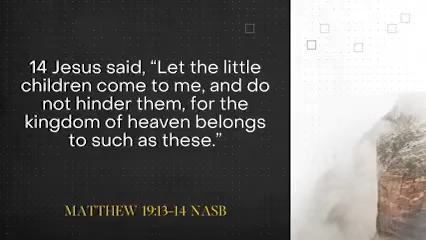 14 Jesus said, “Let the little
children come to me, and do
not hinder them, for the
kingdom of heaven belongs
to such as these.”
MATTHEW 19:13-14 NASB